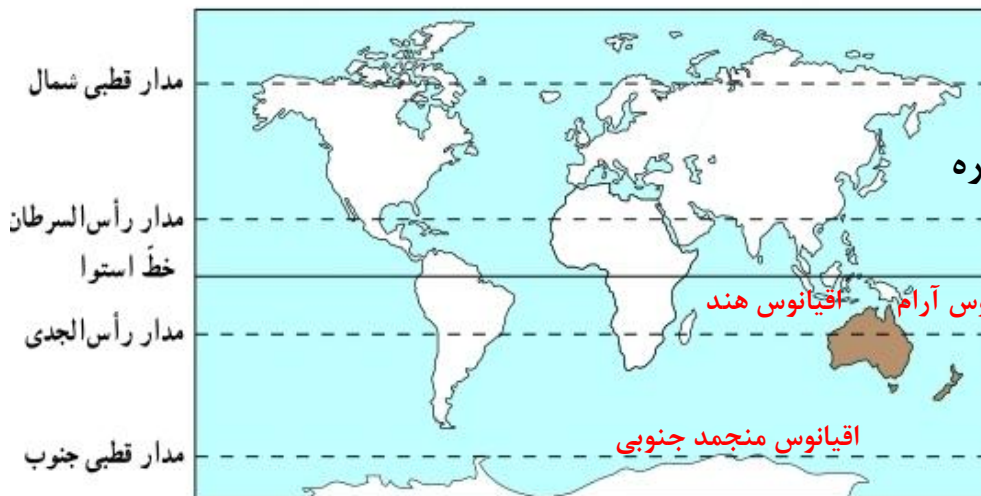 مدار قطبی شمال
مدار رأس‌السرطان
خطّ استوا
مدار رأس‌الجدی
مدار قطبی جنوب
اقیانوس هند
آرام
اقیانوس منجمد جنوبی